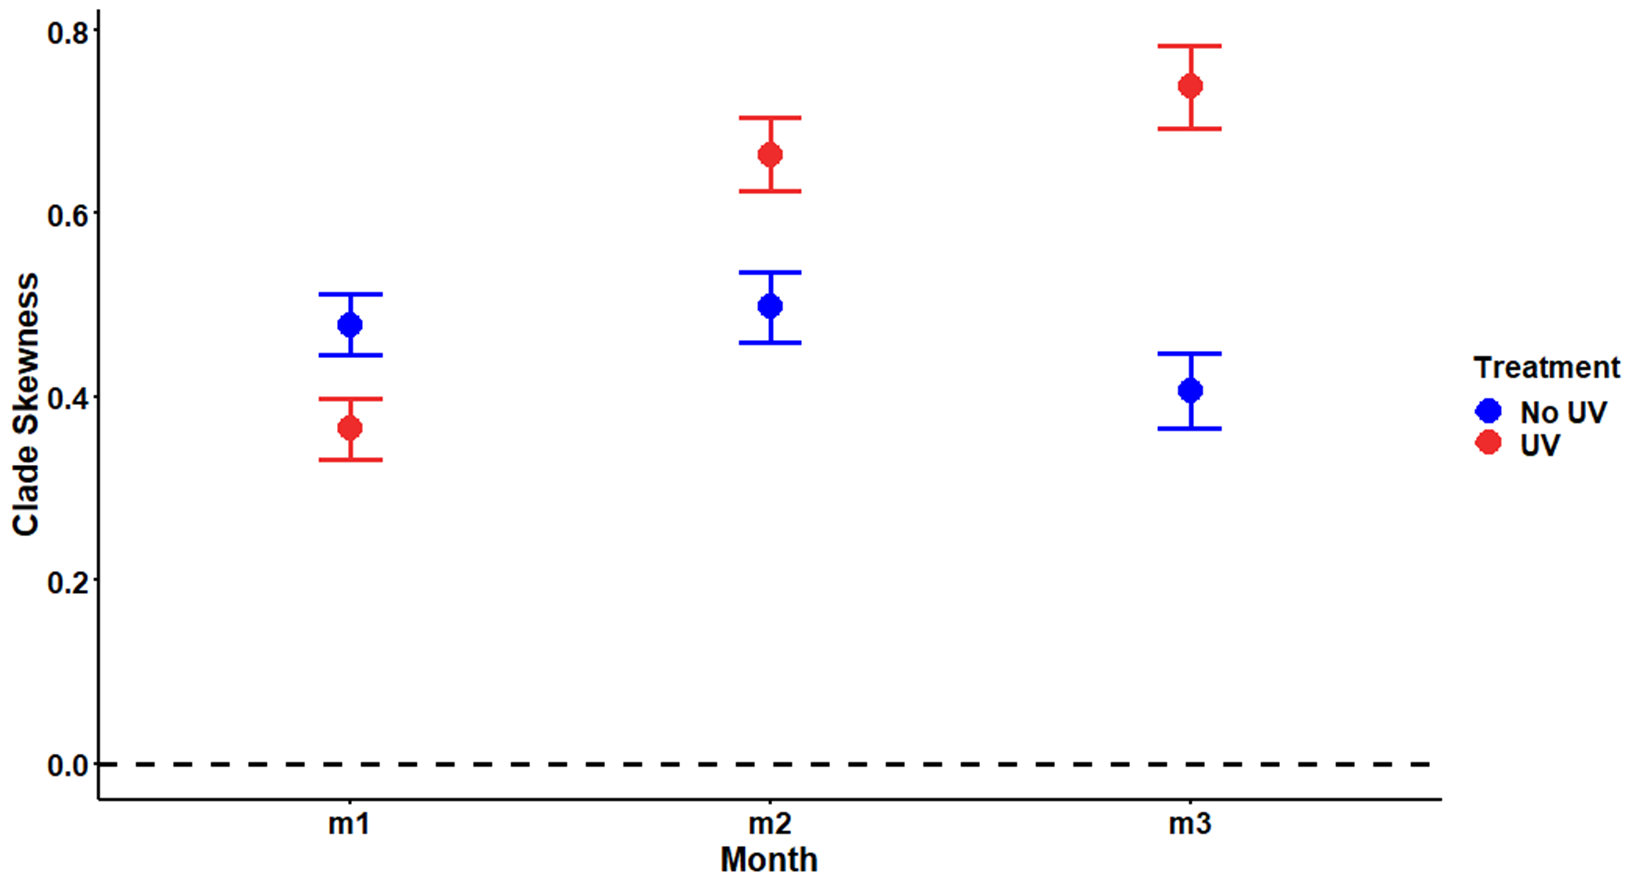 0.8
0.6
0.4
0.2
0.0
Clade Skewness
m1
m2
m3
Month
Treatment
No UV
UV